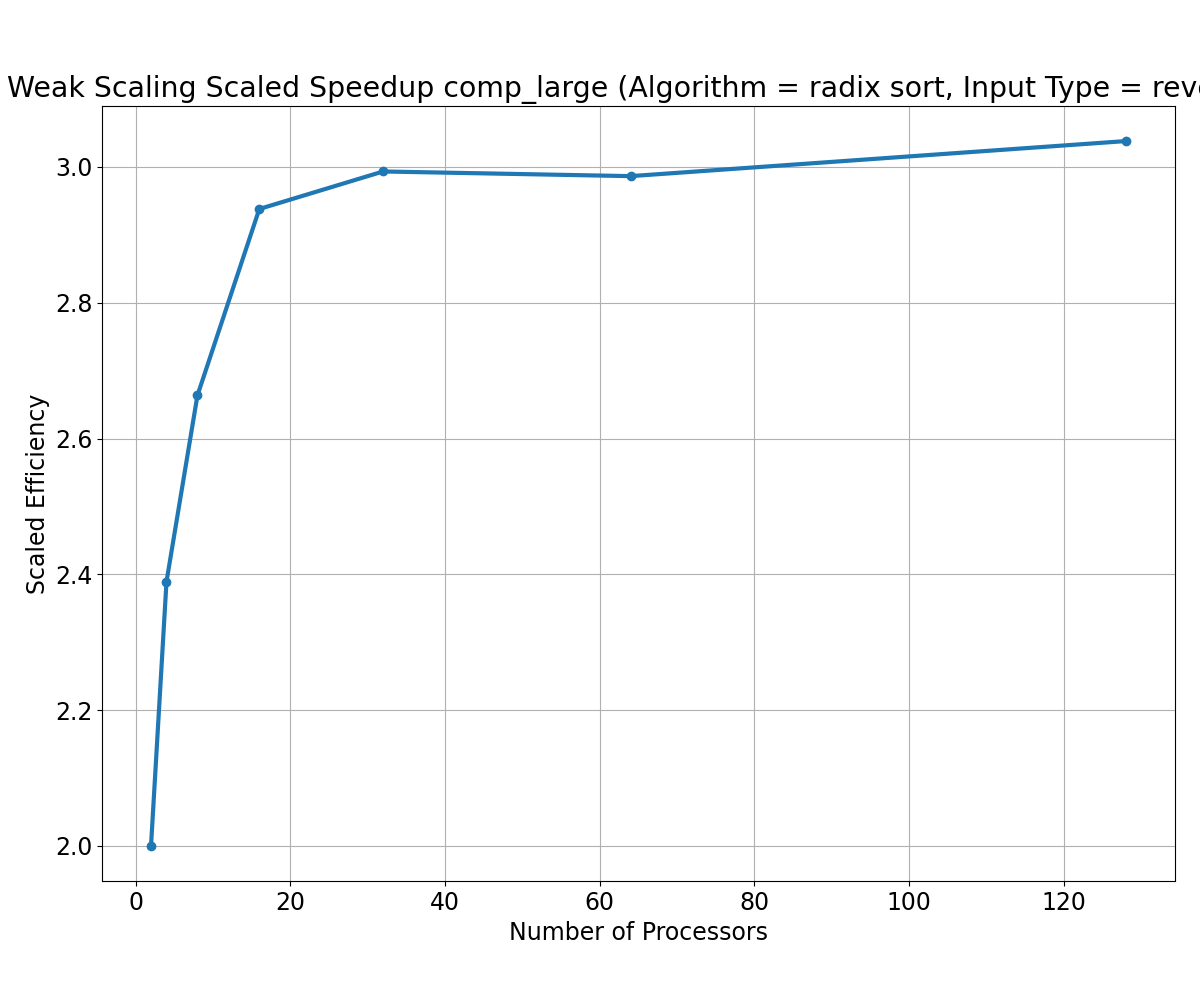 Weak Scaling Scaled Speedup comp_large (Algorithm = radix sort, Input Type =
3.0
2.8
2.6
2.4
2.2
2.0
Scaled Efficiency
0 20 40 60 80 100 120
Number of Processors